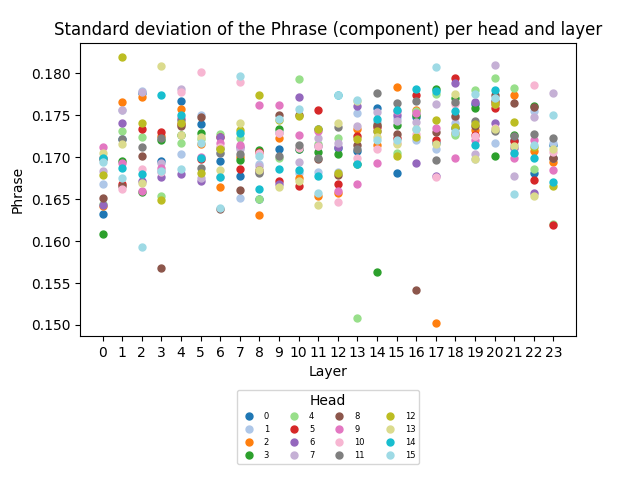 Standard deviation of the Phrase (component) per head and layer
0.180
0.175
0.170
0.165
0.160
0.155
0.150
Phrase
0 1 2 3 4 5 6 7 8 9 10 11 12 13 14 15 16 17 18 19 20 21 22 23
Layer
Head
0 4 8 12
1 5 9 13
2 6 10 14
3 7 11 15